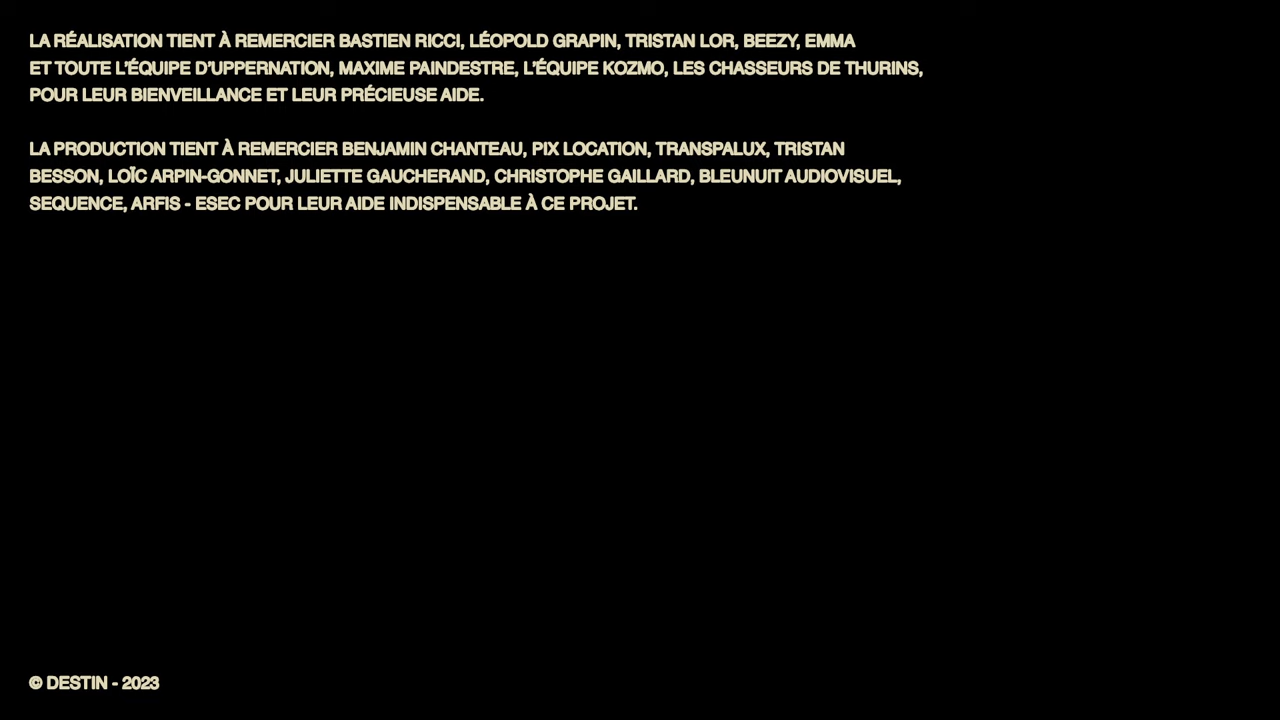 LA RÉALISATION TIENT À REMERCIER BASTIEN RICCI, LÉOPOLD GRAPIN, TRISTAN LOR, BEEZY, EMMA
ET TOUTE L'ÉQUIPE D'UPPERNATION, MAXIME PAINDESTRE, L'ÉQUIPE KOZMO, LES CHASSEURS DE THURINS,
POUR LEUR BIENVEILLANCE ET LEUR PRÉCIEUSE AIDE.
LA PRODUCTION TIENT À REMERCIER BENJAMIN CHANTEAU, PIX LOCATION, TRANSPALUX, TRISTAN
BESSON, LOÏC ARPIN-GONNET, JULIETTE GAUCHERAND, CHRISTOPHE GAILLARD, BLEUNUIT AUDIOVISUEL,
SEQUENCE, ARFIS - ESEC POUR LEUR AIDE INDISPENSABLE À CE PROJET.
© DESTIN - 2023